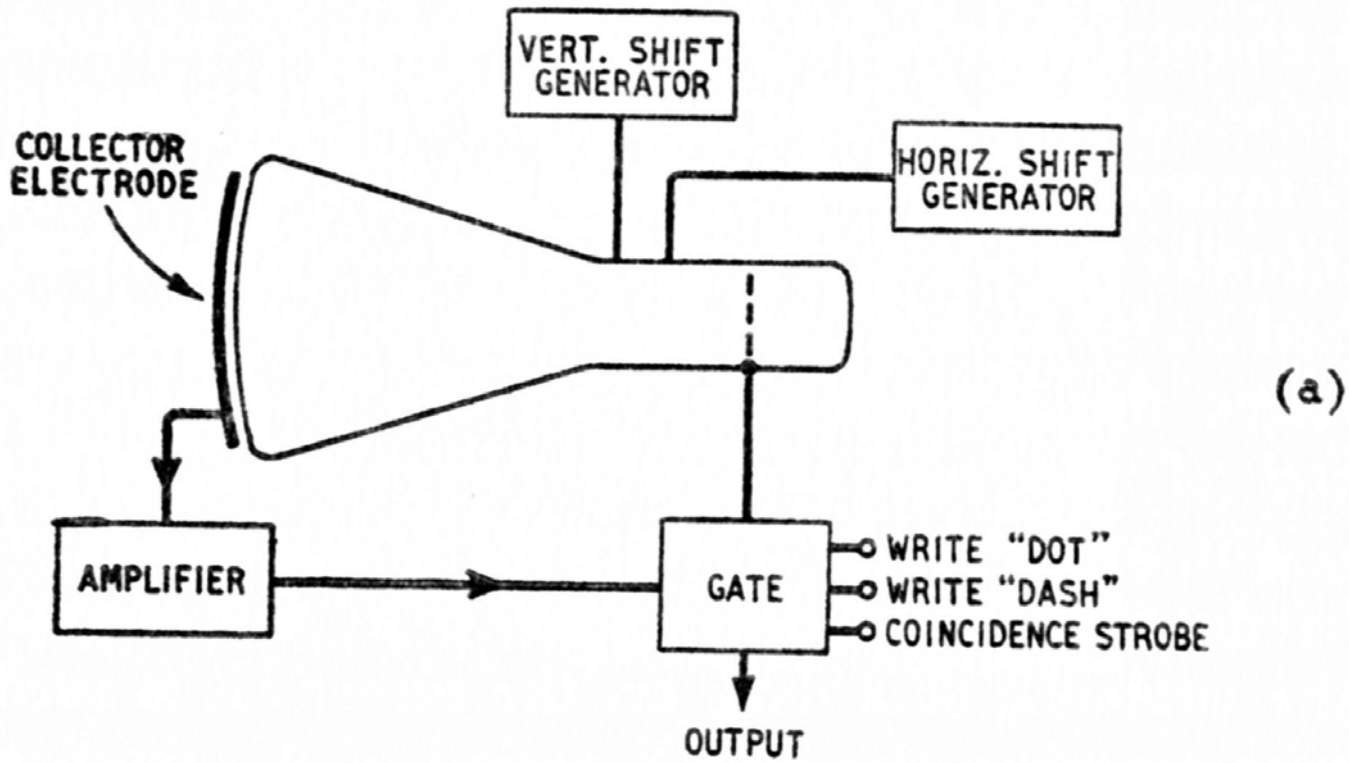 VERT. SHIFT
GENERATOR
HORIZ. SHIFT
GENERATOR
COLLECTOR
ELECTRODE
(a)
AMPLIFIER
GATE
WRITE "DOT"
WRITE "DASH"
COINCIDENCE STROBE
OUTPUT